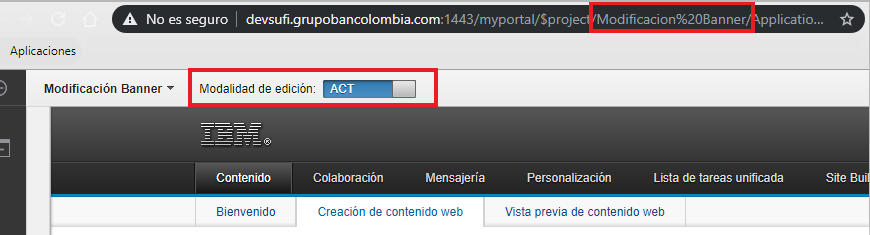 No es seguro | devsufi.grupobancolombia.com:1443/myportal/$project/Modificacion%20Banner/Applicatio...
Aplicaciones
Modificación Banner Modalidad de edición: ACT
IBM®
Contenido Colaboración Mensajería Personalización Lista de tareas unificada Site Buil
Bienvenido Creación de contenido web Vista previa de contenido web